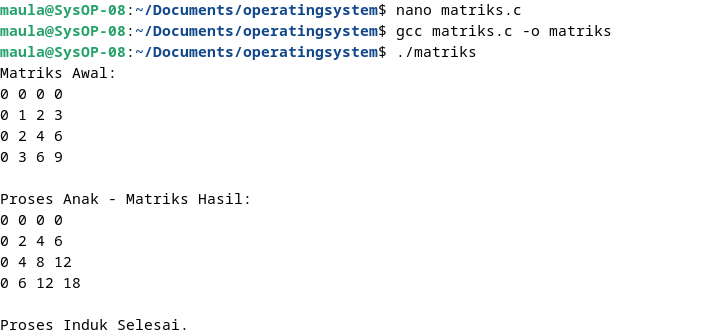 maula@SysOP-08:~/Documents/operatingsystem$ nano matriks.c
maula@SysOP-08:~/Documents/operatingsystem$ gcc matriks.c -o matriks
maula@SysOP-08:~/Documents/operatingsystem$ ./matriks
Matriks Awal:
0 0 0 0
0 1 2 3
0 2 4 6
0 3 6 9

Proses Anak - Matriks Hasil:
0 0 0 0
0 2 4 6
0 4 8 12
0 6 12 18

Proses Induk Selesai.